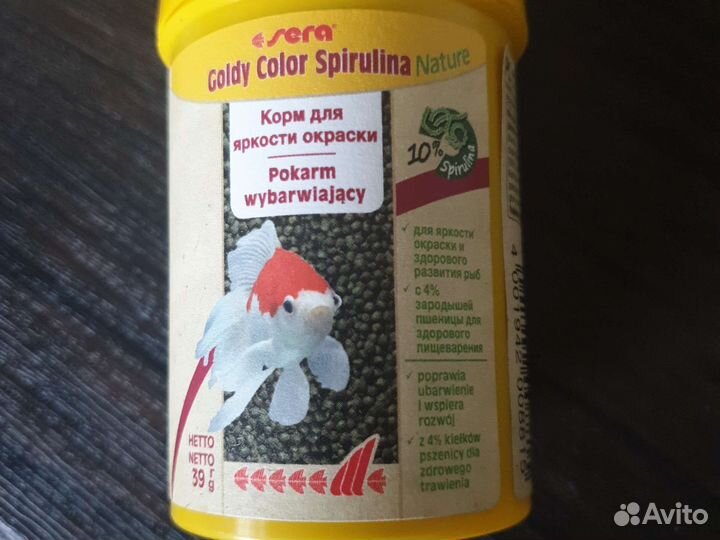 sera
Goldy Color Spirulina Nature
Корм для
яркости окраски
Pokarm
wybarwiający
10% Spirulina
для яркости
окраски и
здорового
развития рыб
с 4%
зародышей
пшеницы для
здорового
пищеварения
poprawia
ubarwienie
i wspiera
rozwój
z 4% kiełków
pszenicy dla
zdrowego
trawienia
НЕТТО
NETTO
39 г
g
Avito